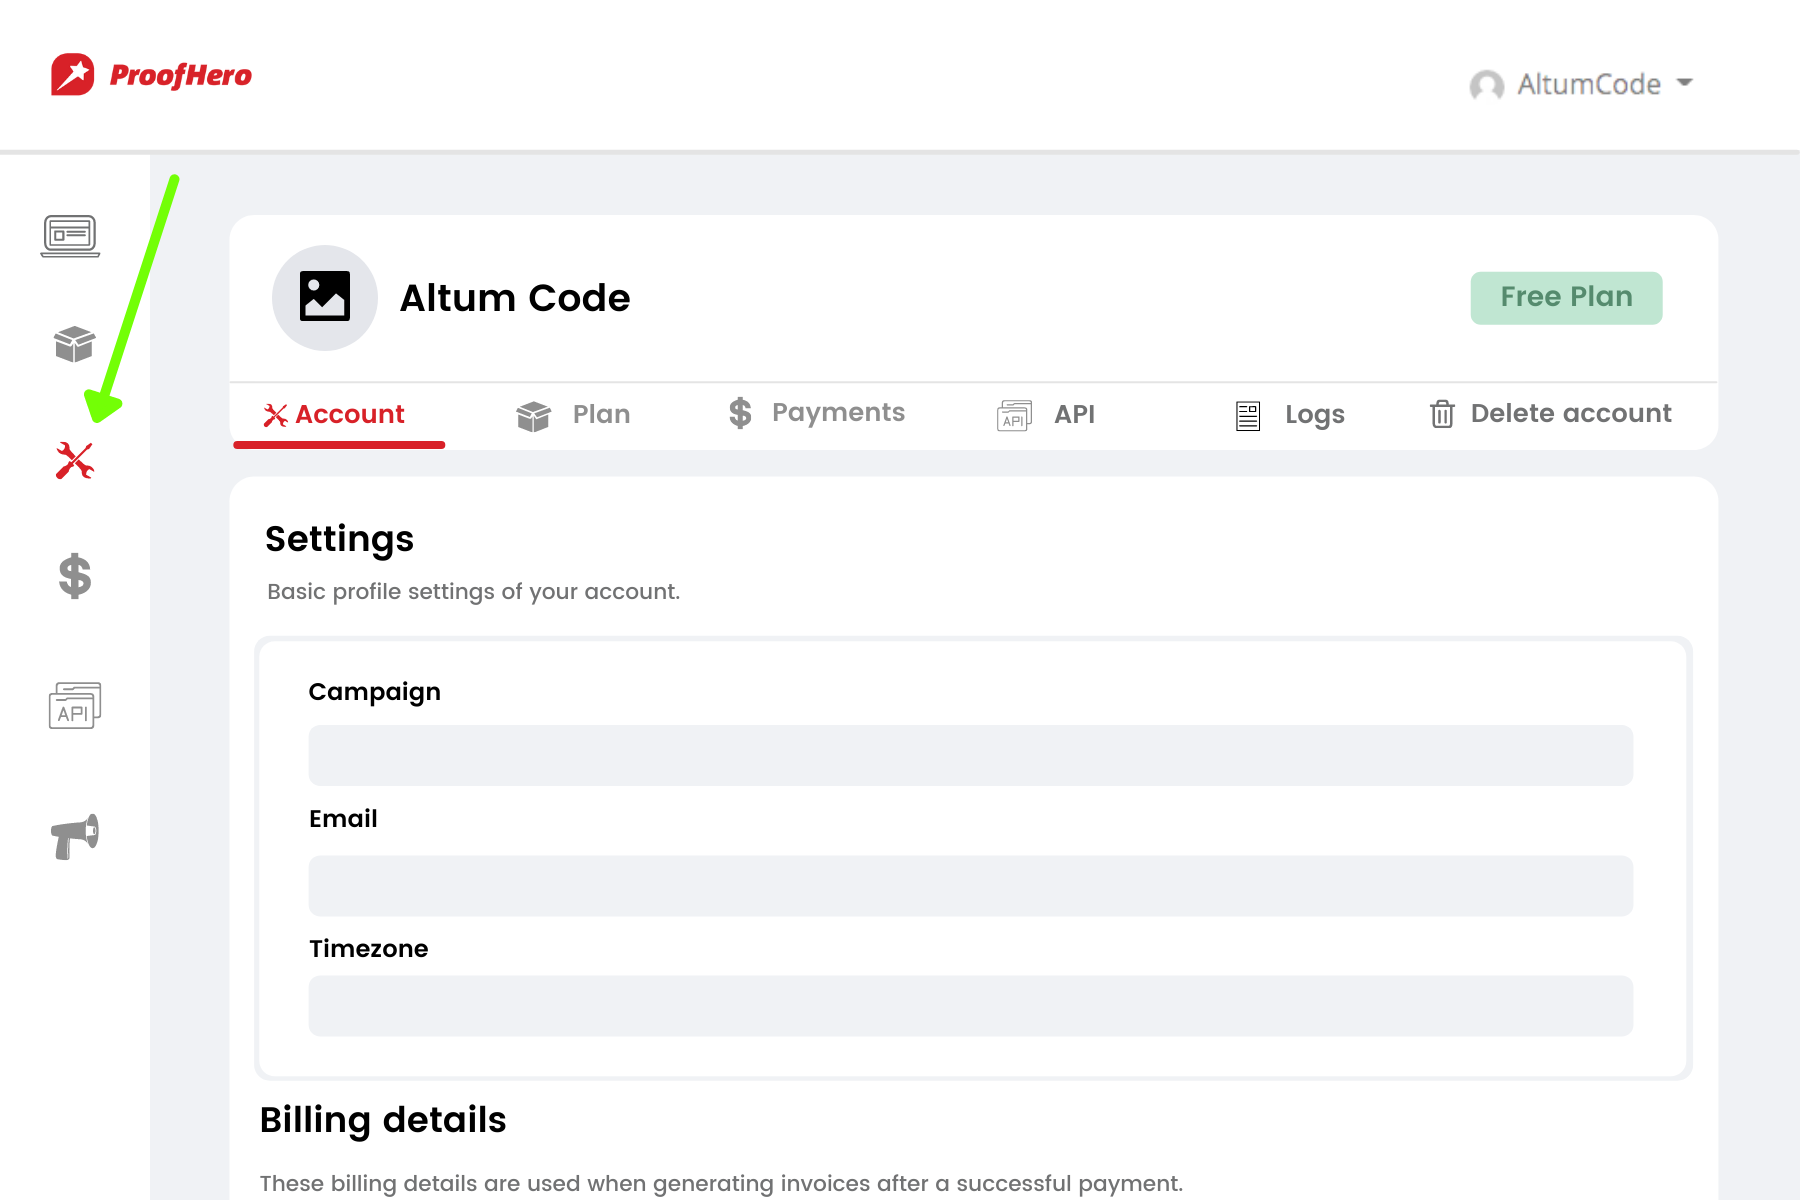 ProofHero
AltumCode
Altum Code
Free Plan
Account
Plan
Payments
API
API
Logs
Delete account
Settings
Basic profile settings of your account.
Campaign
API
Email
Timezone
Billing details
These billing details are used when generating invoices after a successful payment.